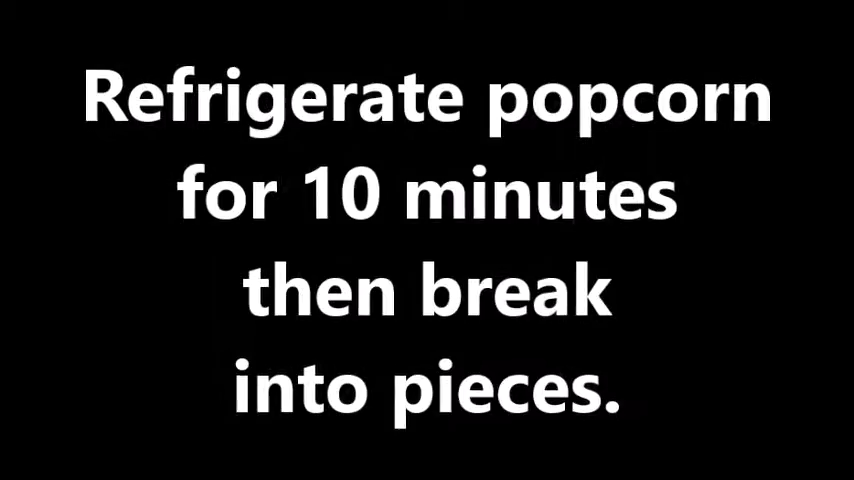 Refrigerate popcorn
for 10 minutes
then break
into pieces.